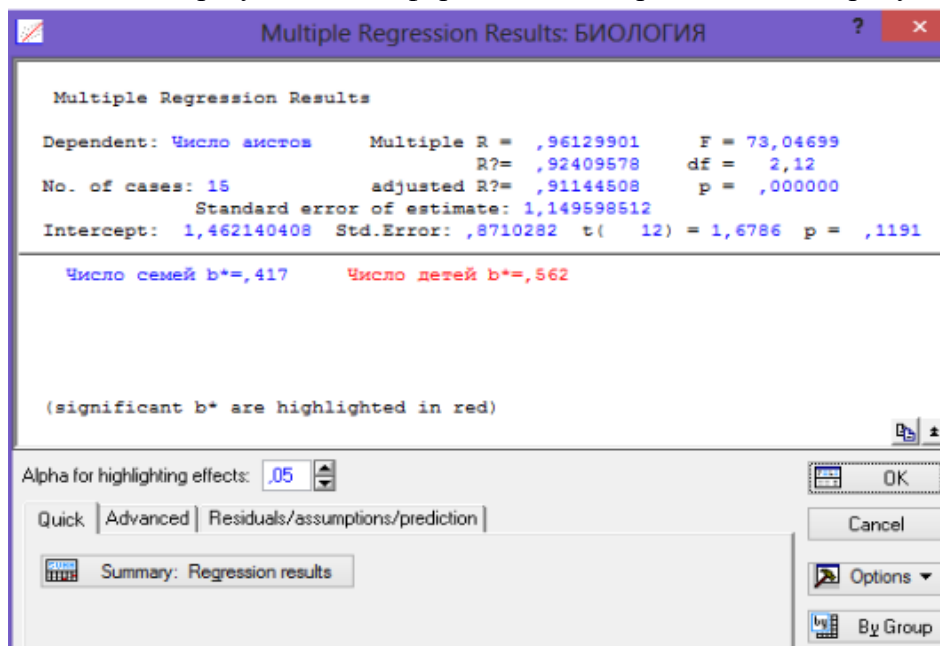 Multiple Regression Results: БИОЛОГИЯ ? ×
Multiple Regression Results
Dependent: Число аистов Multiple R = ,96129901 F = 73,04699
R?= ,92409578 df = 2,12
No. of cases: 15 adjusted R?= ,91144508 p = ,000000
Standard error of estimate: 1,149598512
Intercept: 1,462140408 Std.Error: ,8710282 t( 12) = 1,6786 p = ,1191
Число семей b*=,417 Число детей b*=,562
(significant b* are highlighted in red)
Alpha for highlighting effects: ,05
OK
Quick Advanced Residuals/assumptions/prediction
Cancel
Summary: Regression results
Options
By Group